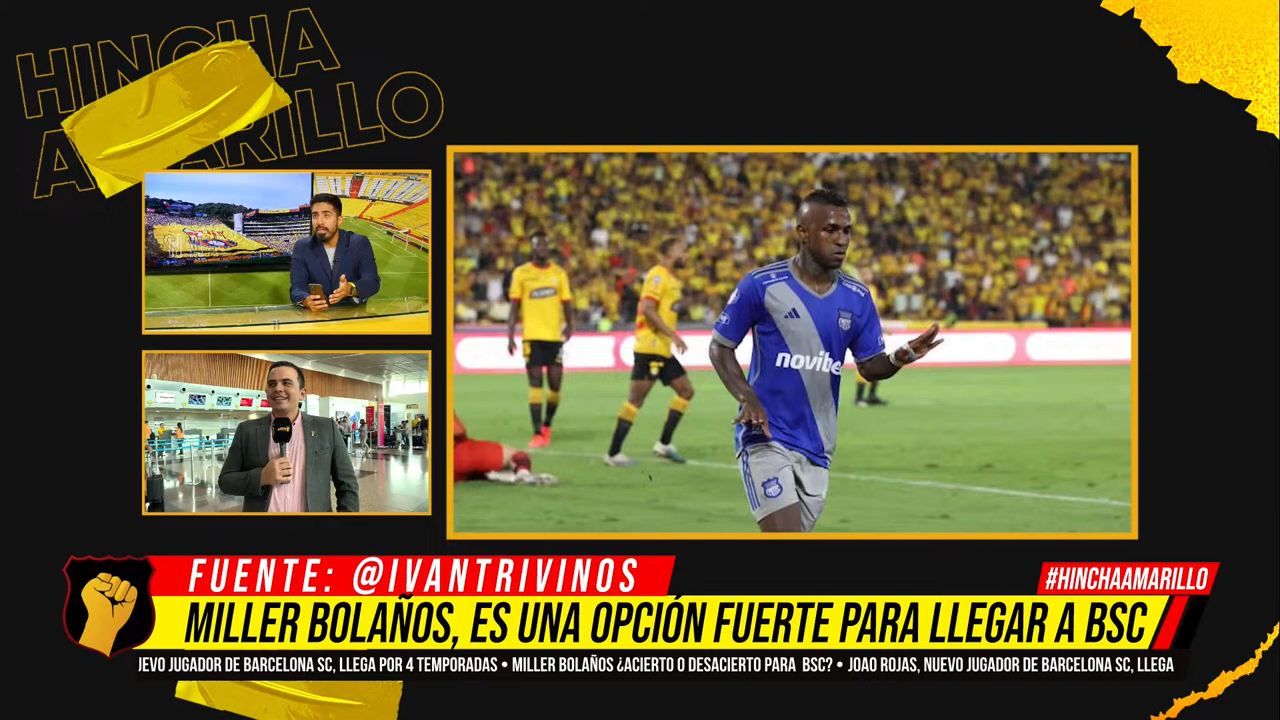 HINCHA
AMARILLO
novibet
FUENTE: @IVANTRIVINOS
#HINCHAAMARILLO
MILLER BOLAÑOS, ES UNA OPCIÓN FUERTE PARA LLEGAR A BSC
EVO JUGADOR DE BARCELONA SC, LLEGA POR 4 TEMPORADAS • MILLER BOLAÑOS ¿ACIERTO O DESACIERTO PARA BSC? • JOAO ROJAS, NUEVO JUGADOR DE BARCELONA SC, LLEGA